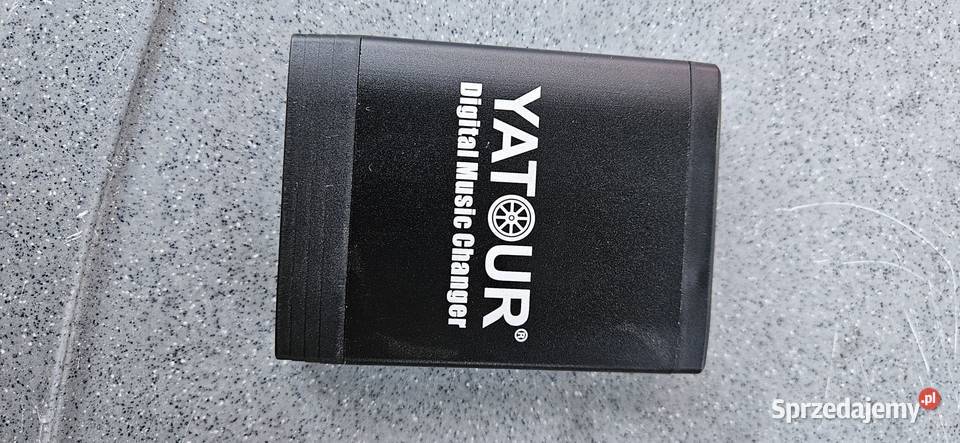 YATOUR®
Digital Music Changer
Sprzedajemy.pl